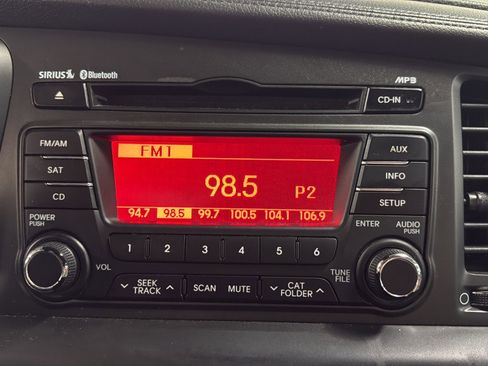 SIRIUS Bluetooth MP3
CD-IN
FM/AM FM1 AUX
SAT 98.5 P2 INFO
CD 94.7 98.5 99.7 100.5 104.1 106.9 SETUP
POWER ENTER AUDIO
PUSH PUSH
1 2 3 4 5 6
VOL TUNE
FILE
SEEK SCAN MUTE CAT
TRACK FOLDER